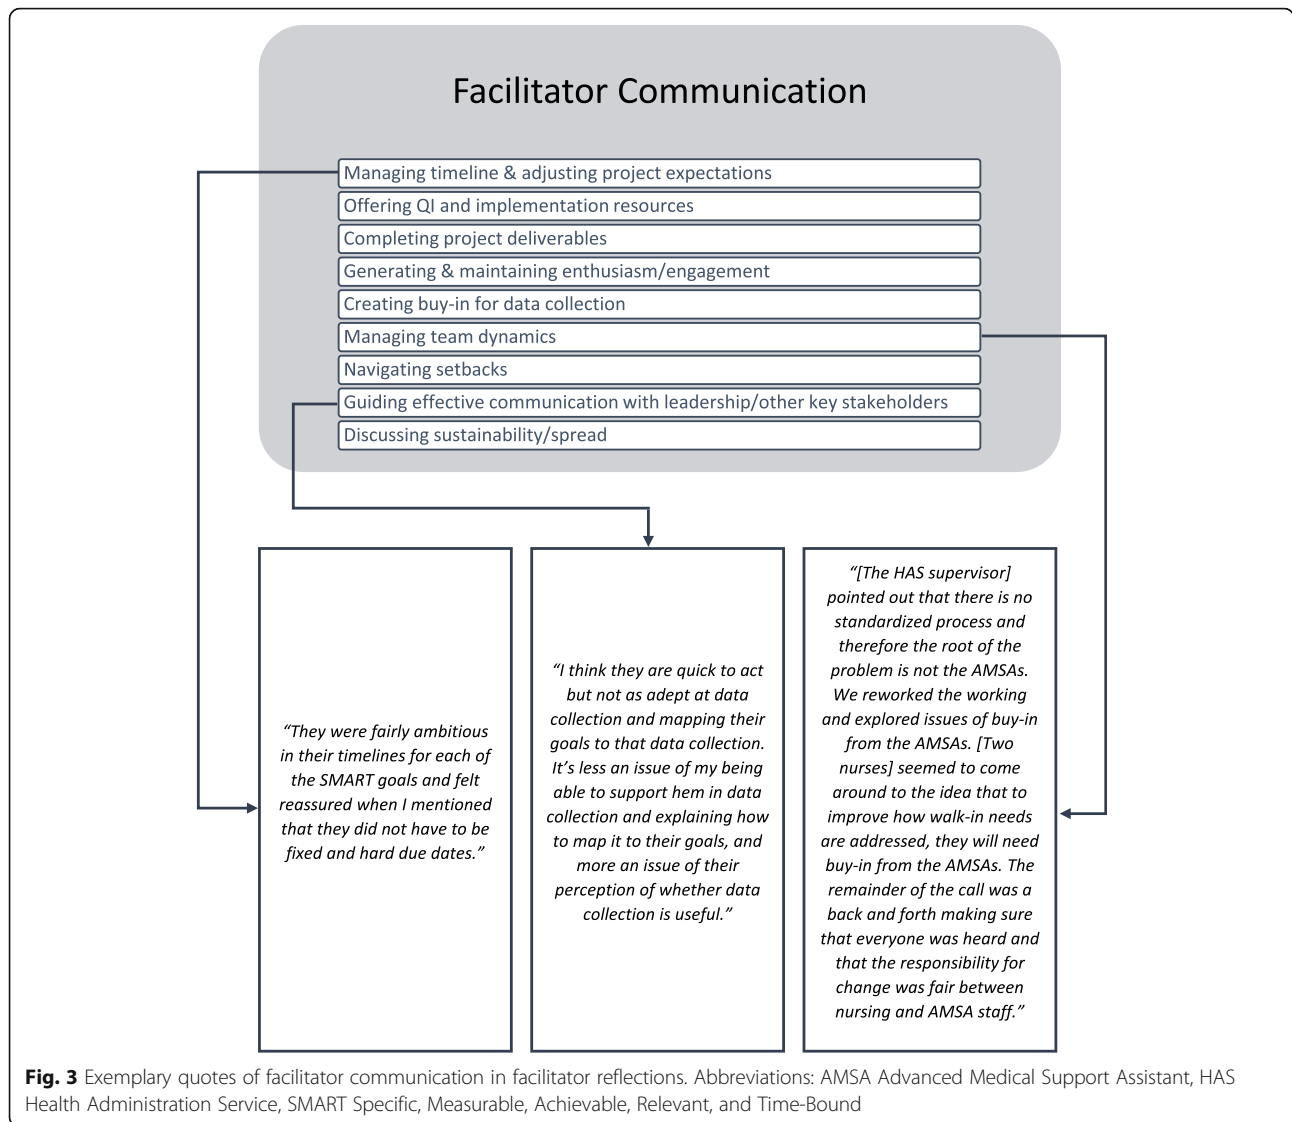 Facilitator Communication
Managing timeline & adjusting project expectations
Offering QI and implementation resources
Completing project deliverables
Generating & maintaining enthusiasm/engagement
Creating buy-in for data collection
Managing team dynamics
Navigating setbacks
Guiding effective communication with leadership/other key stakeholders
Discussing sustainability/spread
“They were fairly ambitious
in their timelines for each of
the SMART goals and felt
reassured when I mentioned
that they did not have to be
fixed and hard due dates.”
“I think they are quick to act
but not as adept at data
collection and mapping their
goals to that data collection.
It’s less an issue of my being
able to support hem in data
collection and explaining how
to map it to their goals, and
more an issue of their
perception of whether data
collection is useful.”
“[The HAS supervisor]
pointed out that there is no
standardized process and
therefore the root of the
problem is not the AMSAs.
We reworked the working
and explored issues of buy-in
from the AMSAs. [Two
nurses] seemed to come
around to the idea that to
improve how walk-in needs
are addressed, they will need
buy-in from the AMSAs. The
remainder of the call was a
back and forth making sure
that everyone was heard and
that the responsibility for
change was fair between
nursing and AMSA staff.”
Fig. 3 Exemplary quotes of facilitator communication in facilitator reflections. Abbreviations: AMSA Advanced Medical Support Assistant, HAS
Health Administration Service, SMART Specific, Measurable, Achievable, Relevant, and Time-Bound